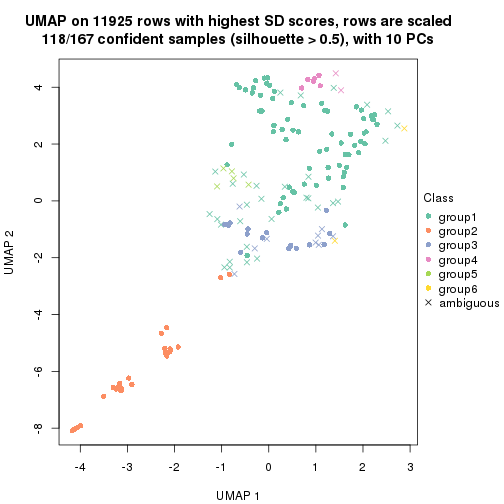 UMAP on 11925 rows with highest SD scores, rows are scaled
118/167 confident samples (silhouette > 0.5), with 10 PCs
4
2
0
-2
-4
-6
-8
UMAP 2
-4
-3
-2
-1
0
1
2
3
UMAP 1
Class
group1
group2
group3
group4
group5
group6
ambiguous